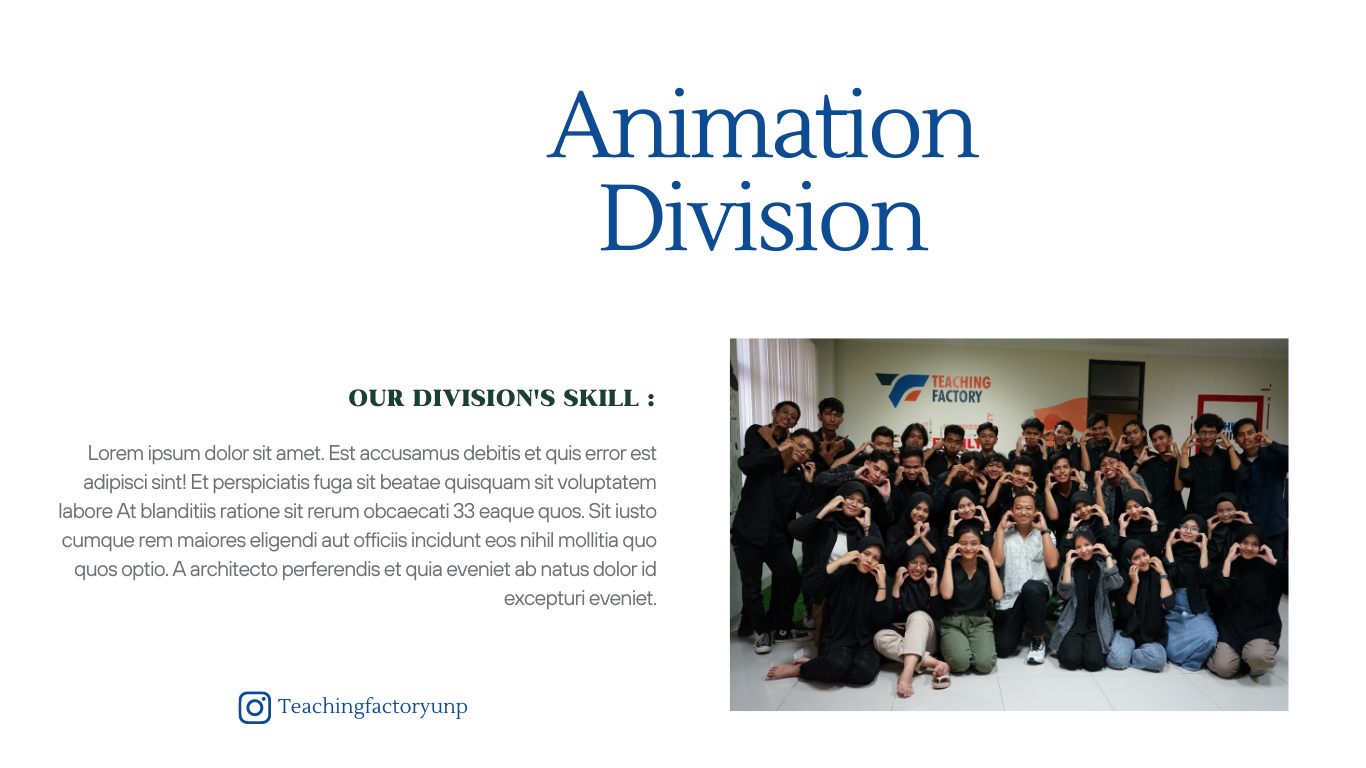 Animation
Division
OUR DIVISION'S SKILL :
Lorem ipsum dolor sit amet. Est accusamus debitis et quis error est
adipisci sint! Et perspiciatis fuga sit beatae quisquam sit voluptatem
labore At blanditiis ratione sit rerum obcaecati 33 eaque quos. Sit iusto
cumque rem maiores eligendi aut officiis incidunt eos nihil mollitia quo
quos optio. A architecto perferendis et quia eveniet ab natus dolor id
excepturi eveniet.
Teachingfactoryunp
TEACHING
FACTORY